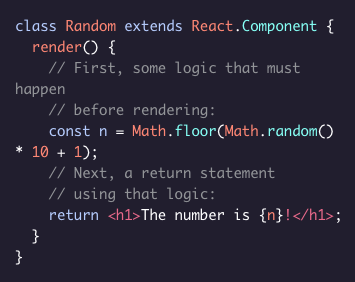 class Random extends React.Component {
  render() {
    // First, some logic that must
happen
    // before rendering:
    const n = Math.floor(Math.random()
* 10 + 1);
    // Next, a return statement
    // using that logic:
    return <h1>The number is {n}!</h1>;
  }
}